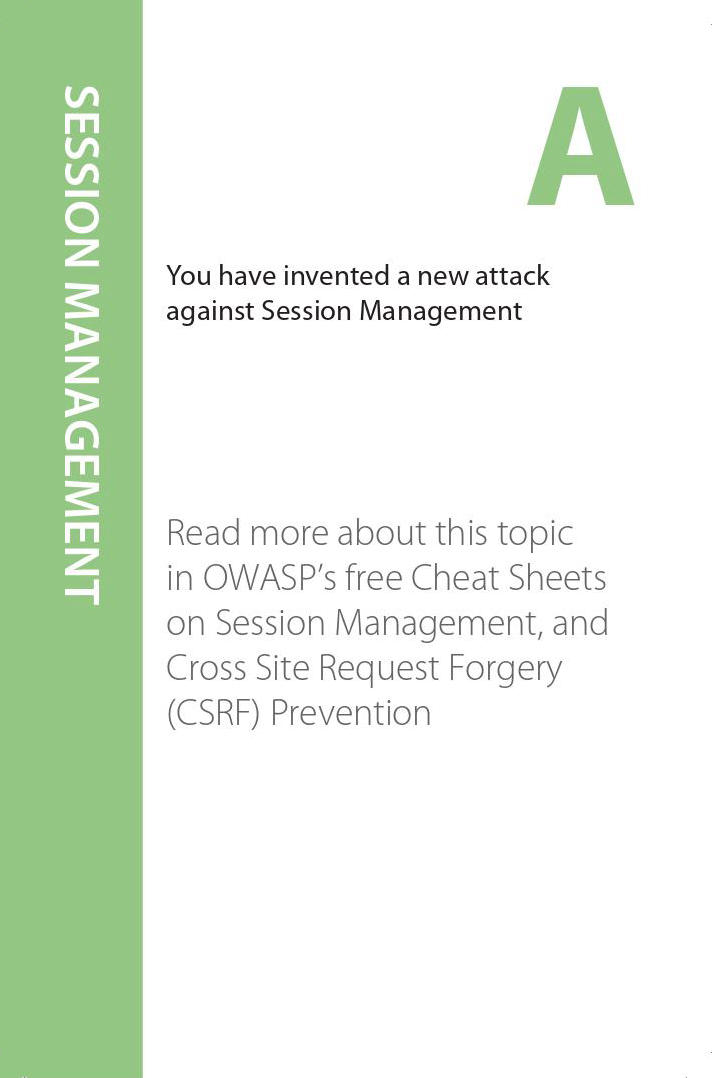 SESSION MANAGEMENT
A
You have invented a new attack
against Session Management
Read more about this topic
in OWASP’s free Cheat Sheets
on Session Management, and
Cross Site Request Forgery
(CSRF) Prevention